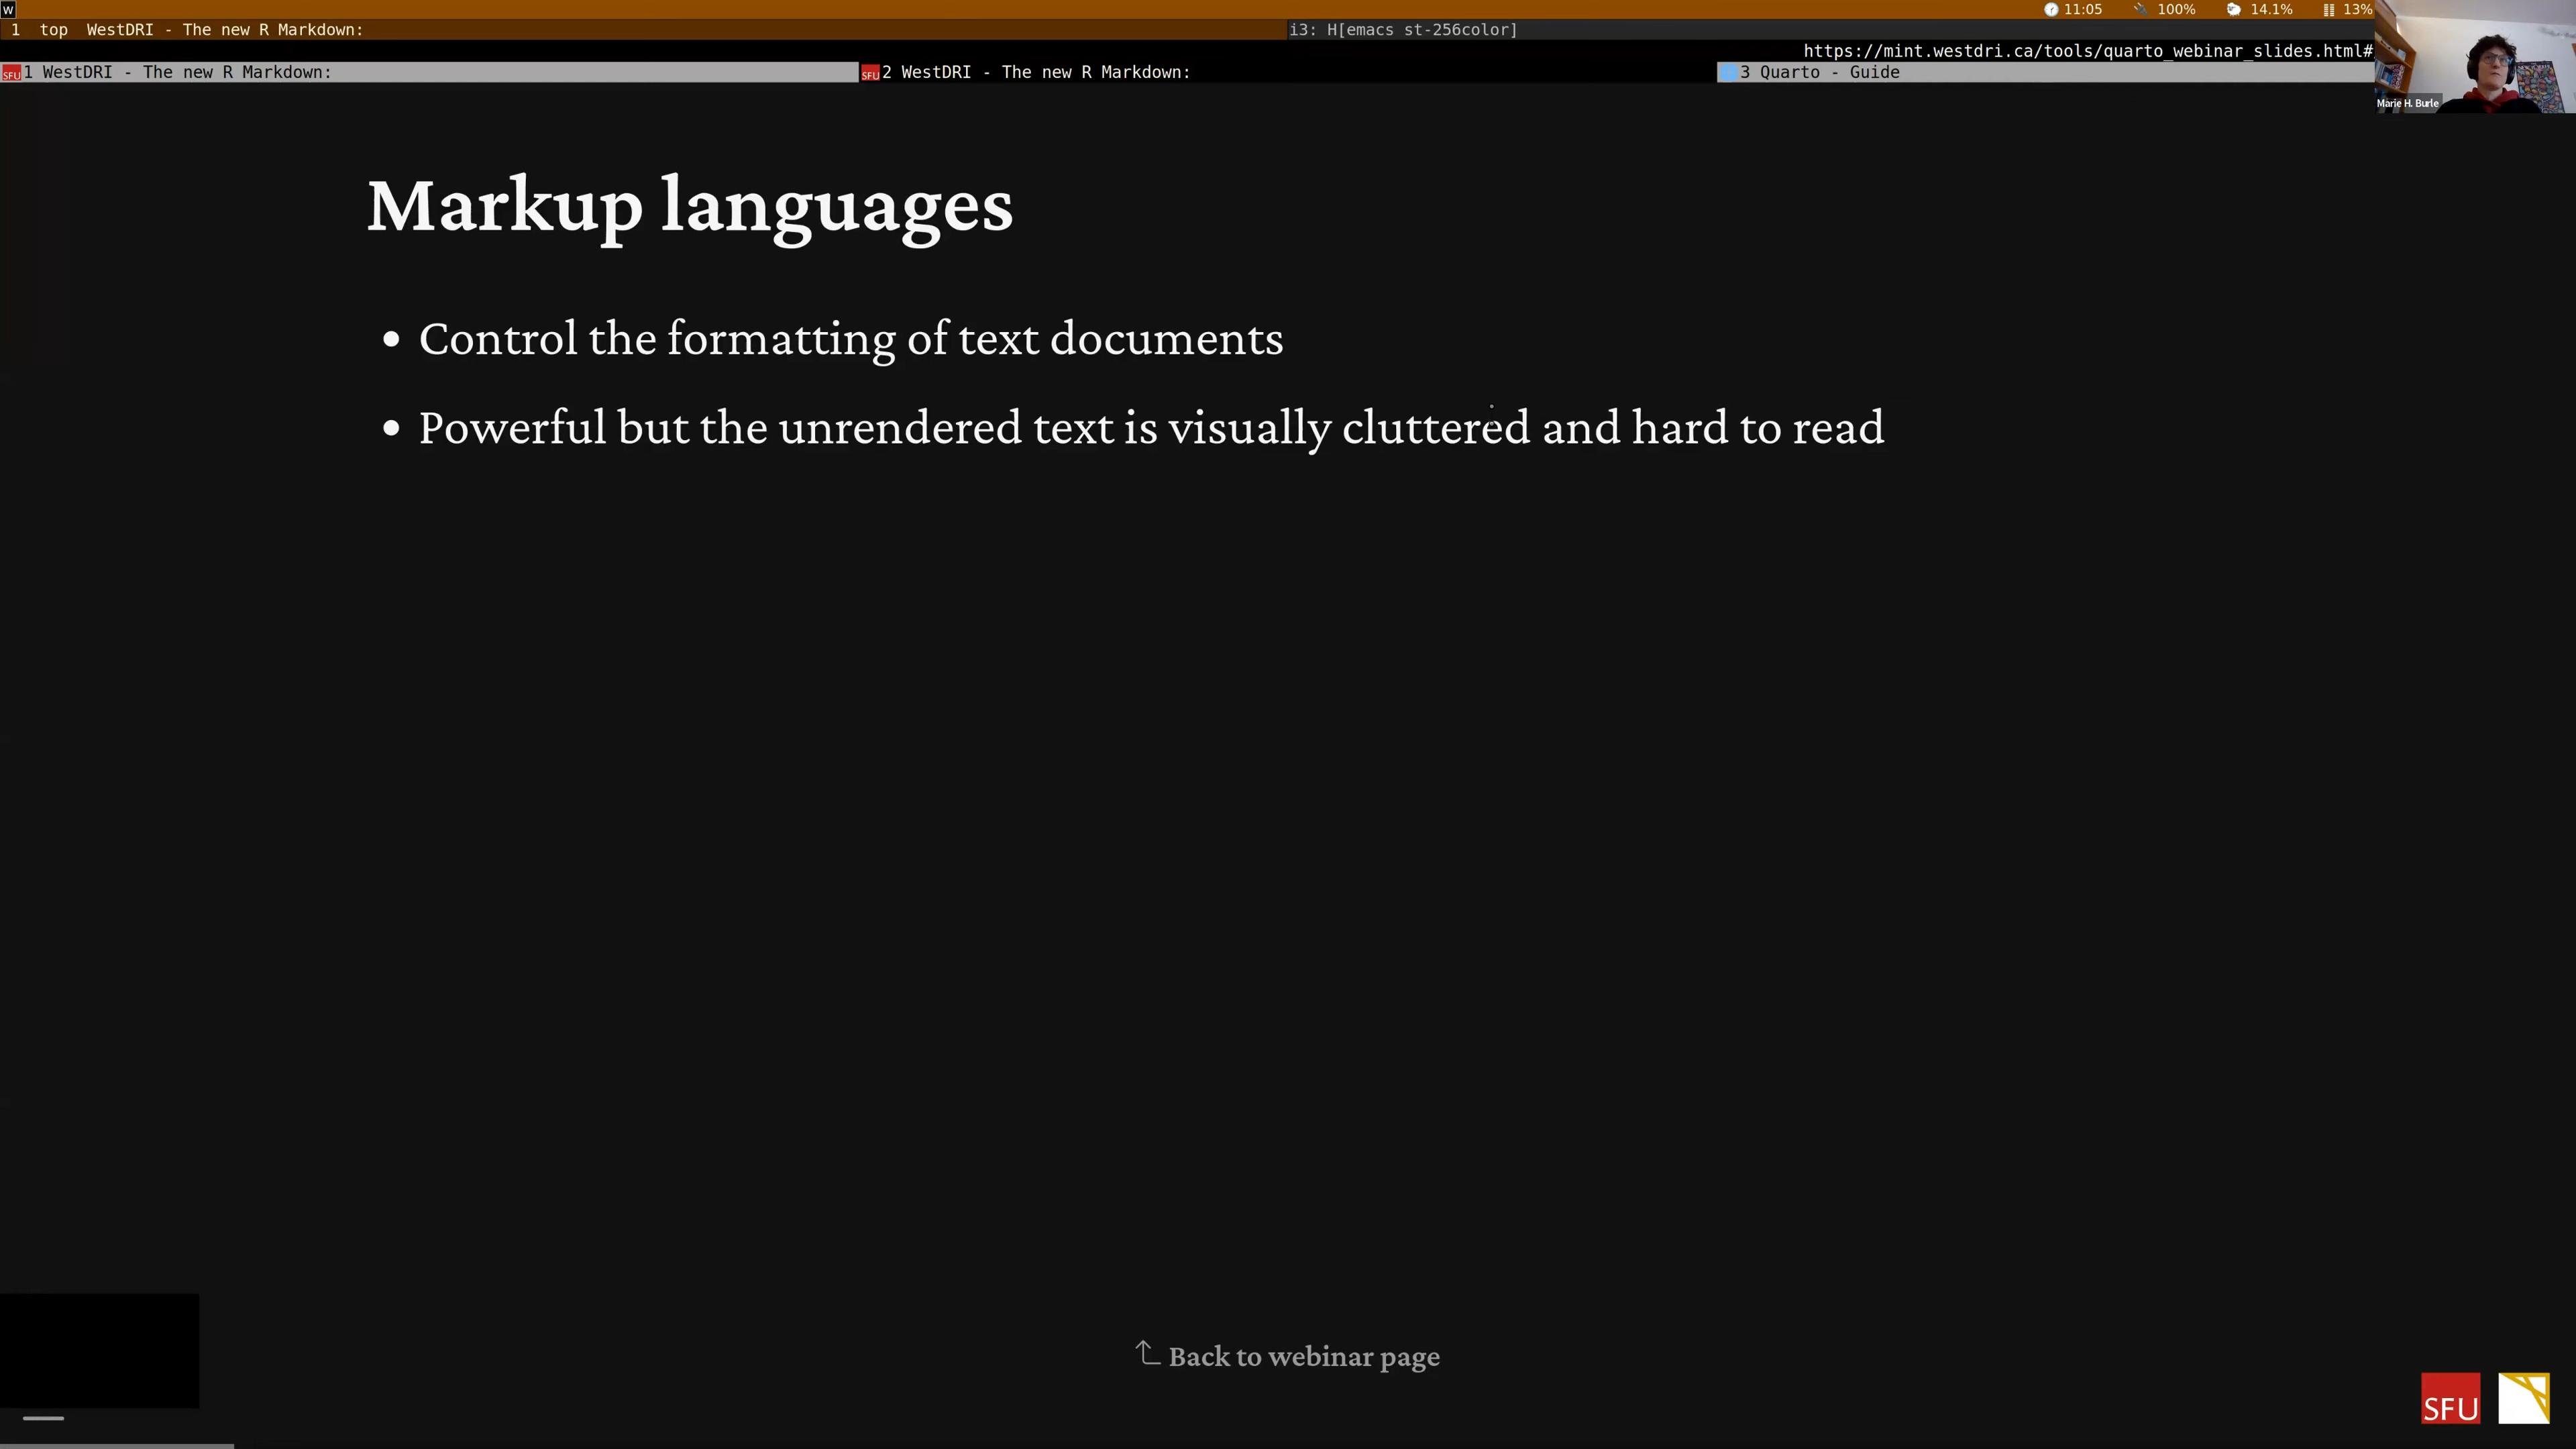 W
11:05 100% 14.1% 13%
1 top WestDRI - The new R Markdown:
i3: H[emacs st-256color]
https://mint.westdri.ca/tools/quarto_webinar_slides.html#
SFU 1 WestDRI - The new R Markdown:
SFU 2 WestDRI - The new R Markdown:
3 Quarto - Guide
Marie H. Burle
Markup languages
• Control the formatting of text documents
• Powerful but the unrendered text is visually cluttered and hard to read
Back to webinar page
SFU